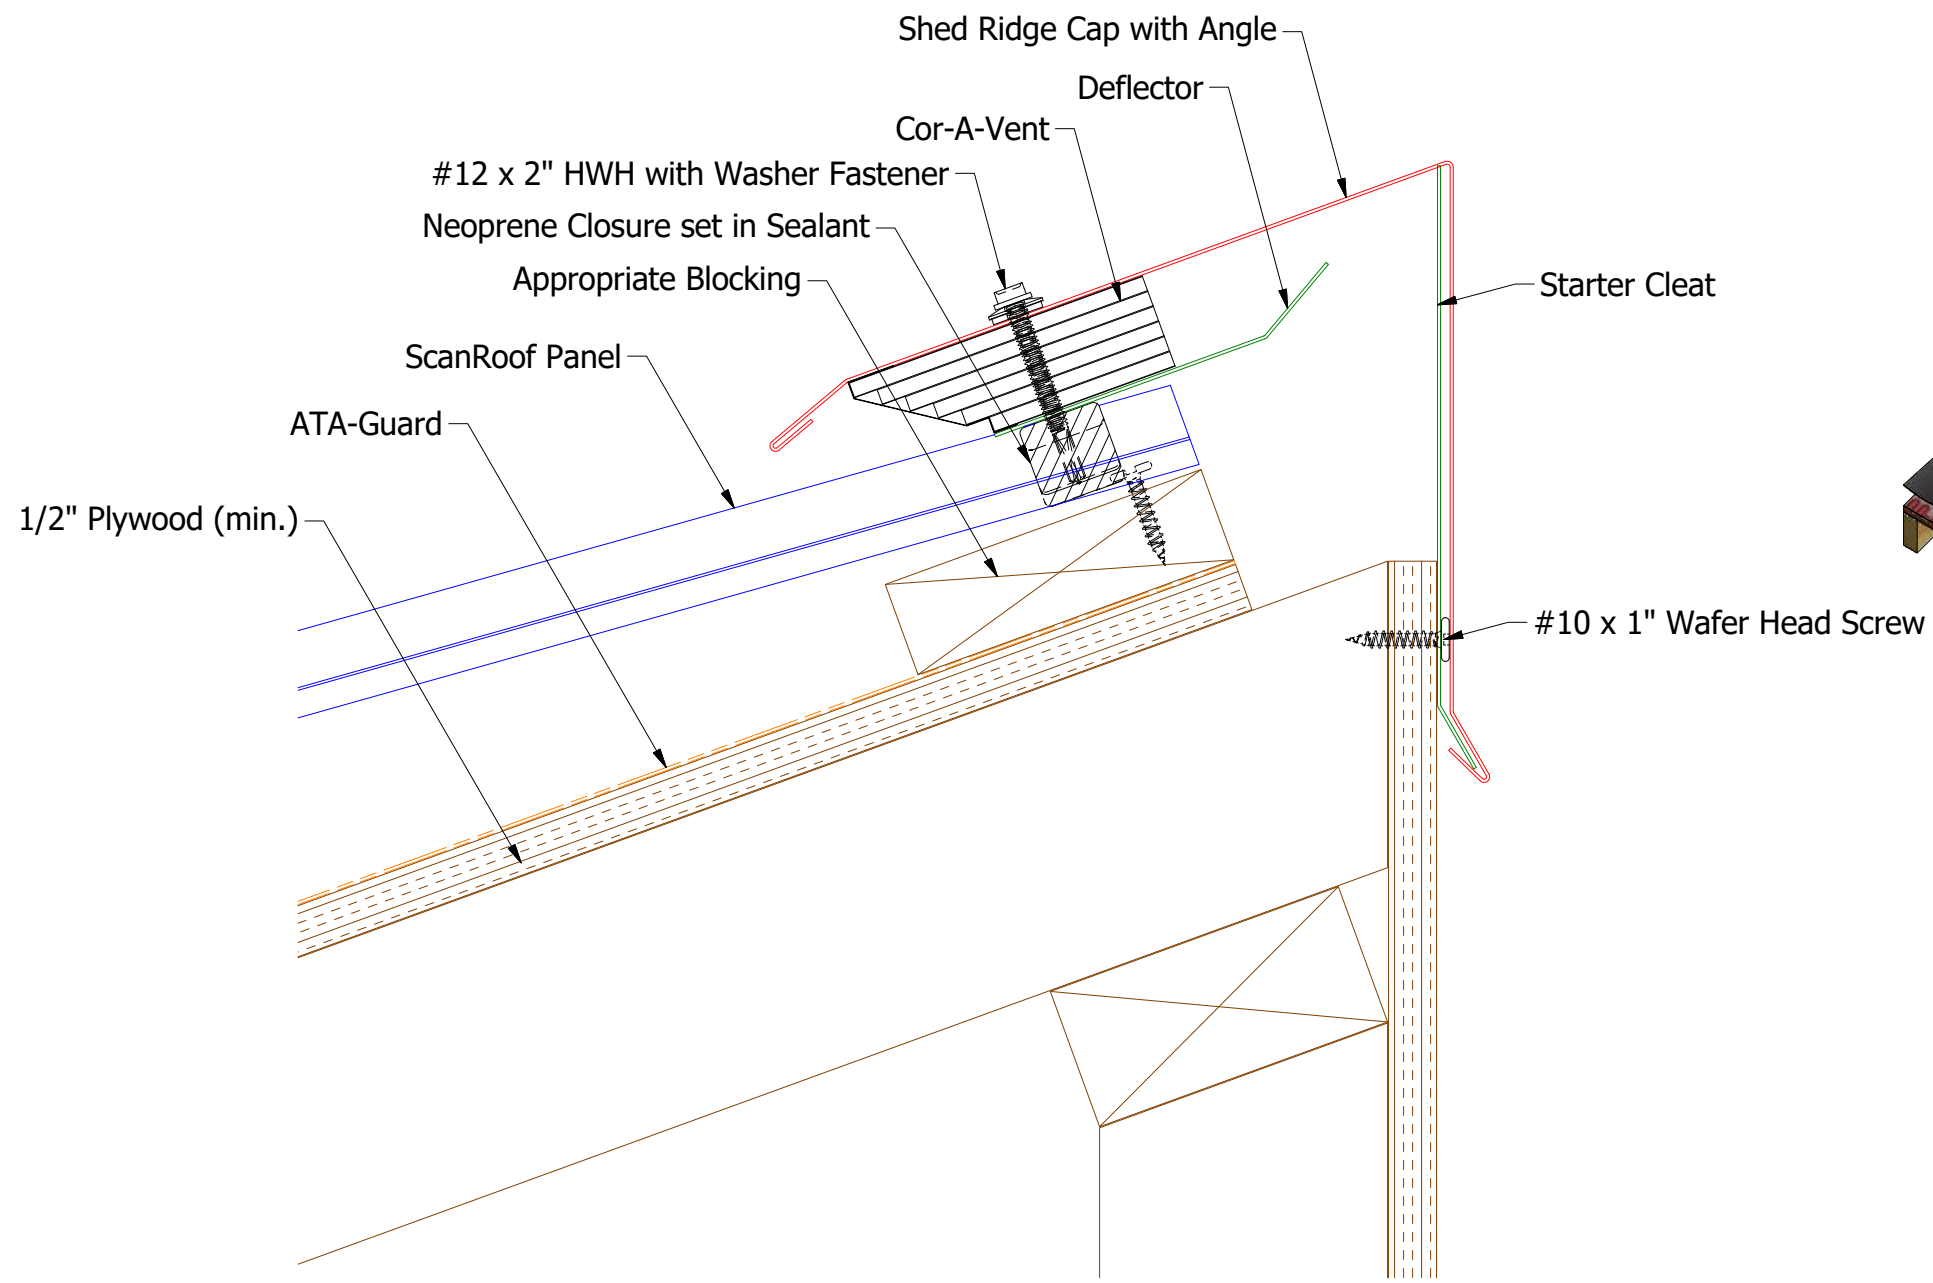 Shed Ridge Cap with Angle
Deflector
Cor-A-Vent
#12 x 2" HWH with Washer Fastener
Neoprene Closure set in Sealant
Appropriate Blocking
Starter Cleat
ScanRoof Panel
ATA-Guard
1/2" Plywood (min.)
#10 x 1" Wafer Head Screw